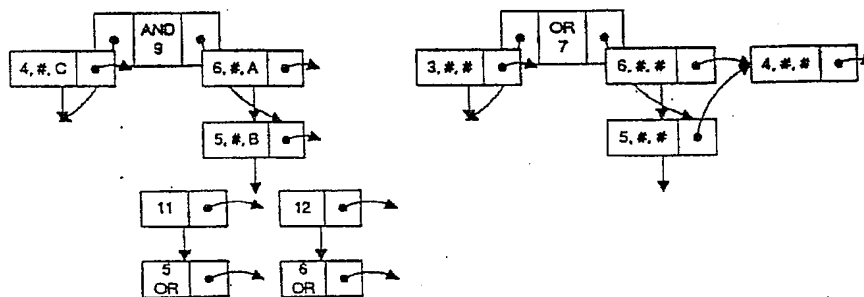 AND
9
OR
7
4, #, C
6, #, A
3, #, #
6, #, #
4, #, #
5, #, B
5, #, #
11
12
5
OR
6
OR